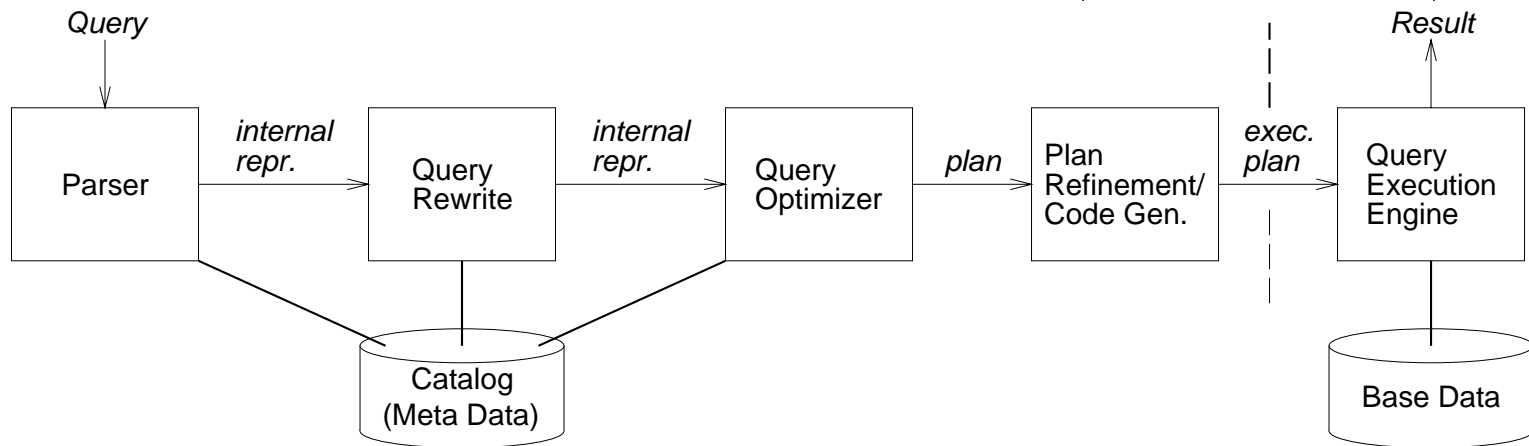 Query
Result
Parser
internal
repr.
Query
Rewrite
internal
repr.
Query
Optimizer
plan
Plan
Refinement/
Code Gen.
exec.
plan
Query
Execution
Engine
Catalog
(Meta Data)
Base Data